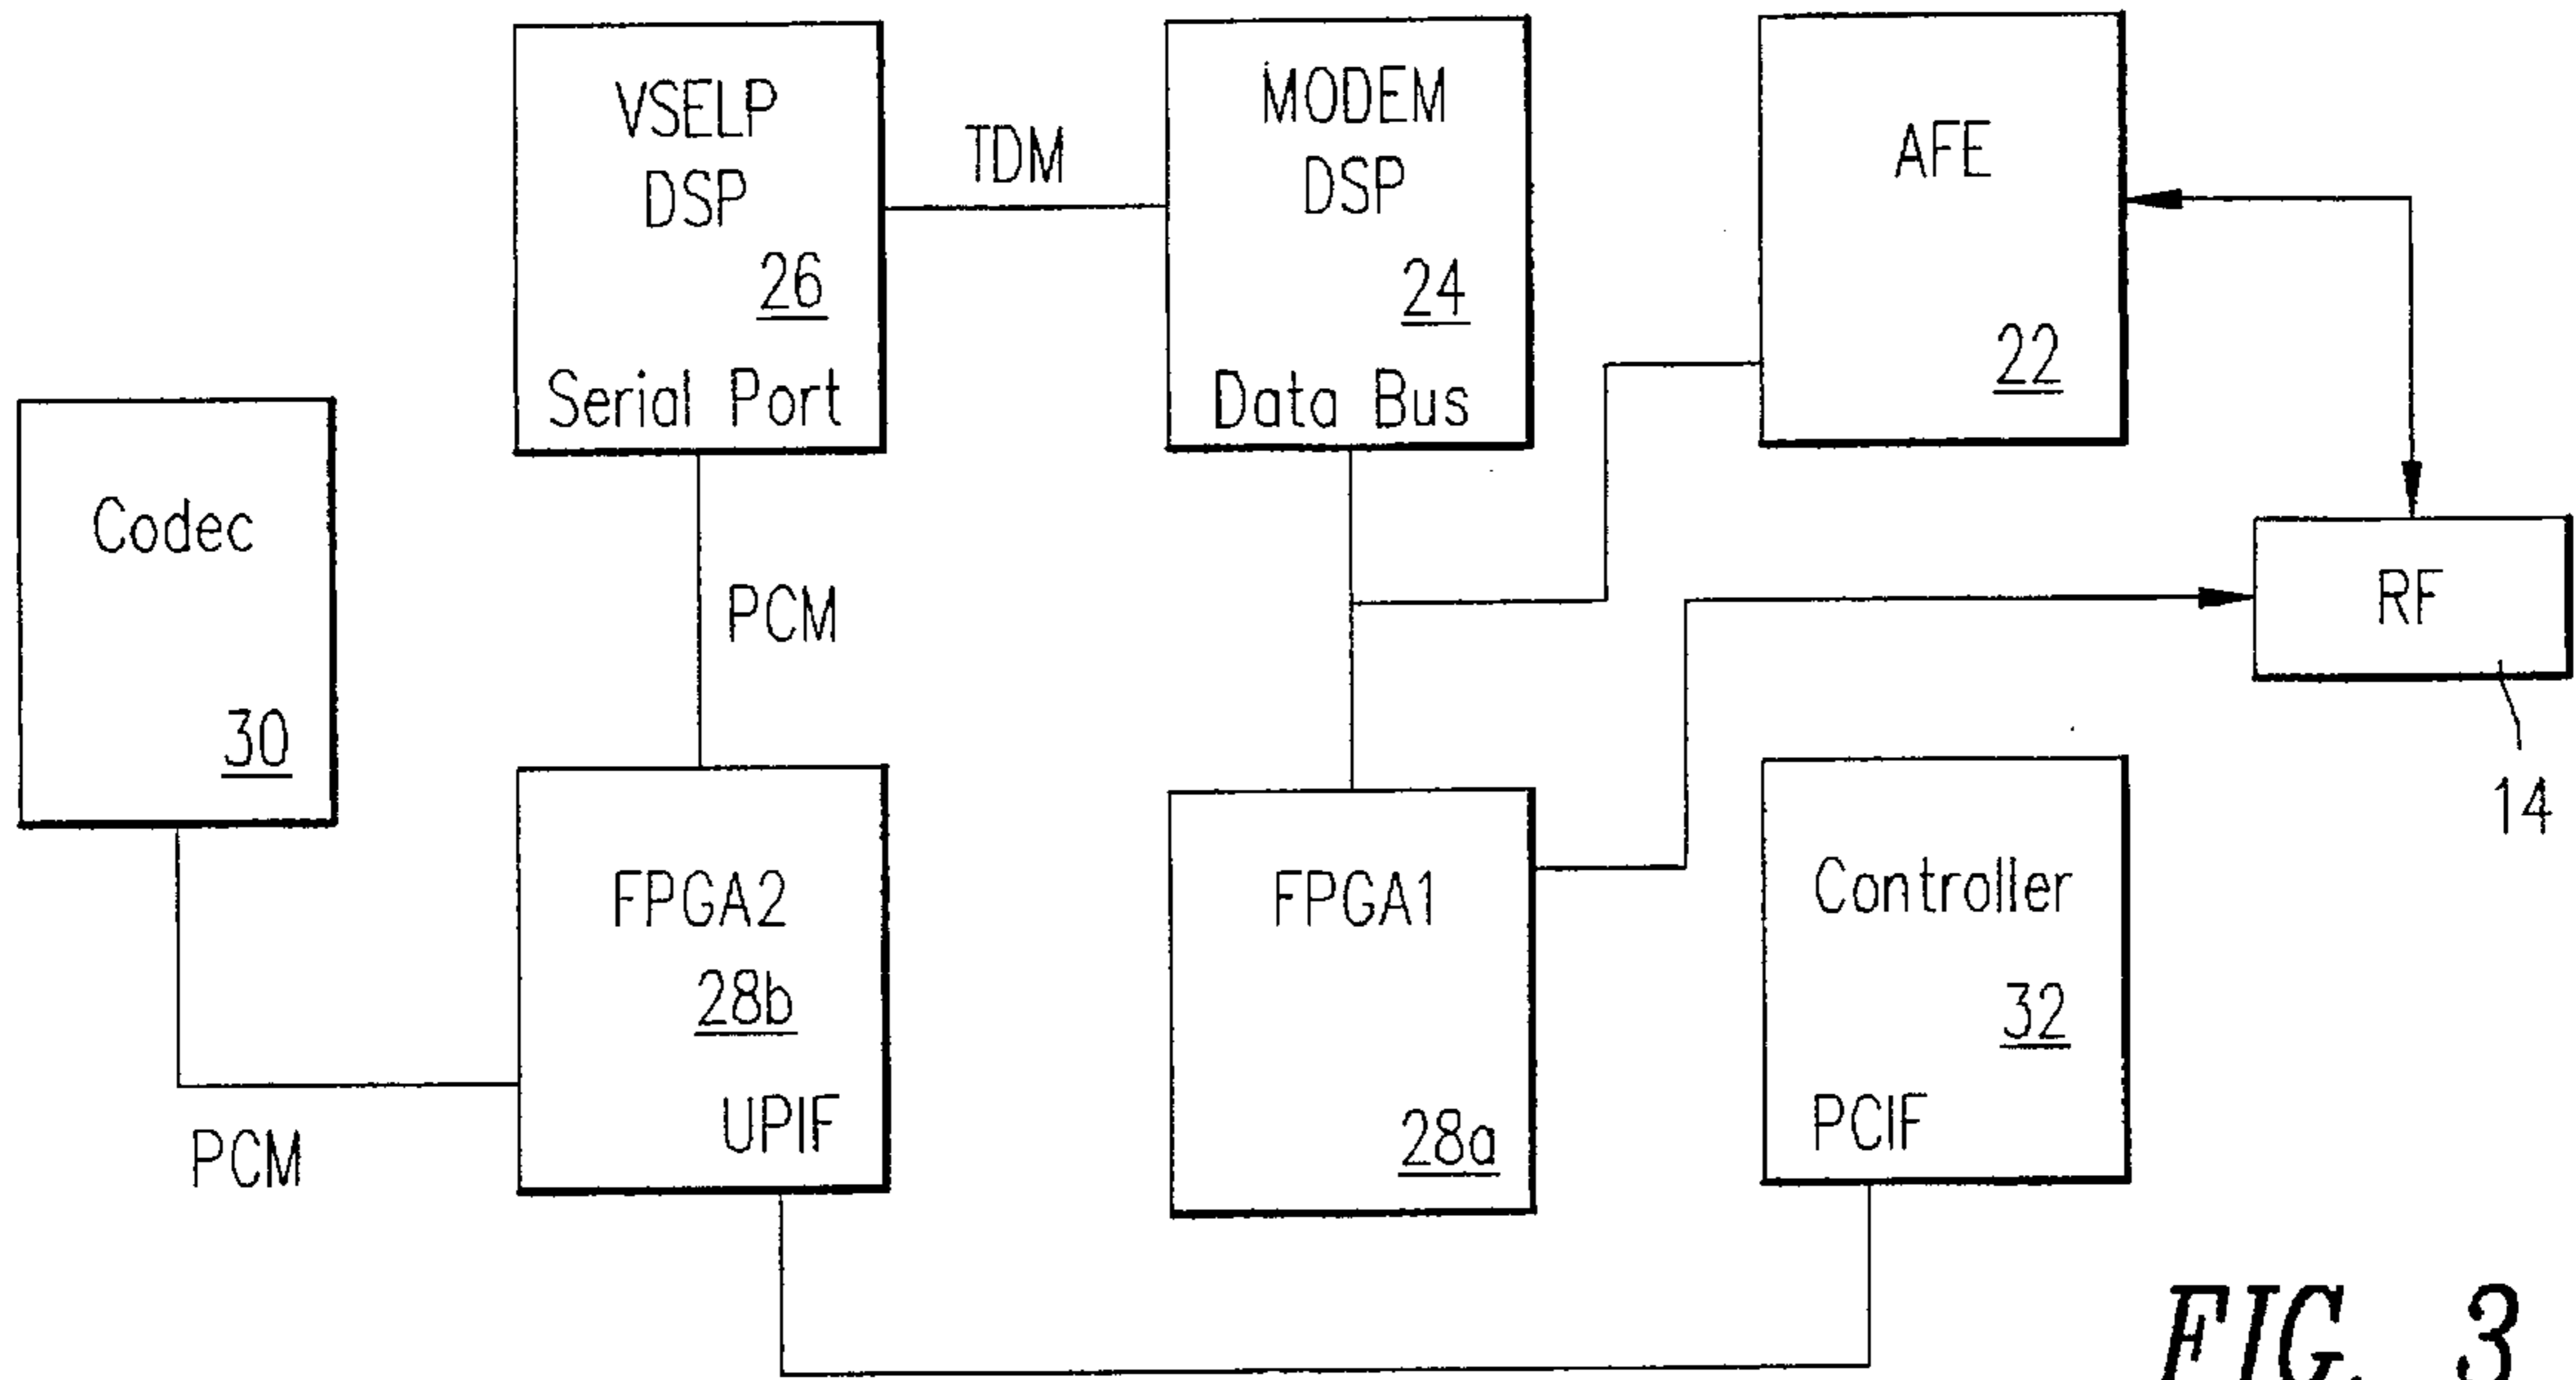 VSELP
DSP
26
Serial Port
TDM
MODEM
DSP
24
Data Bus
AFE
22
Codec
30
PCM
RF
14
FPGA2
28b
UPIF
PCM
FPGA1
28a
Controller
32
PCIF
FIG. 3